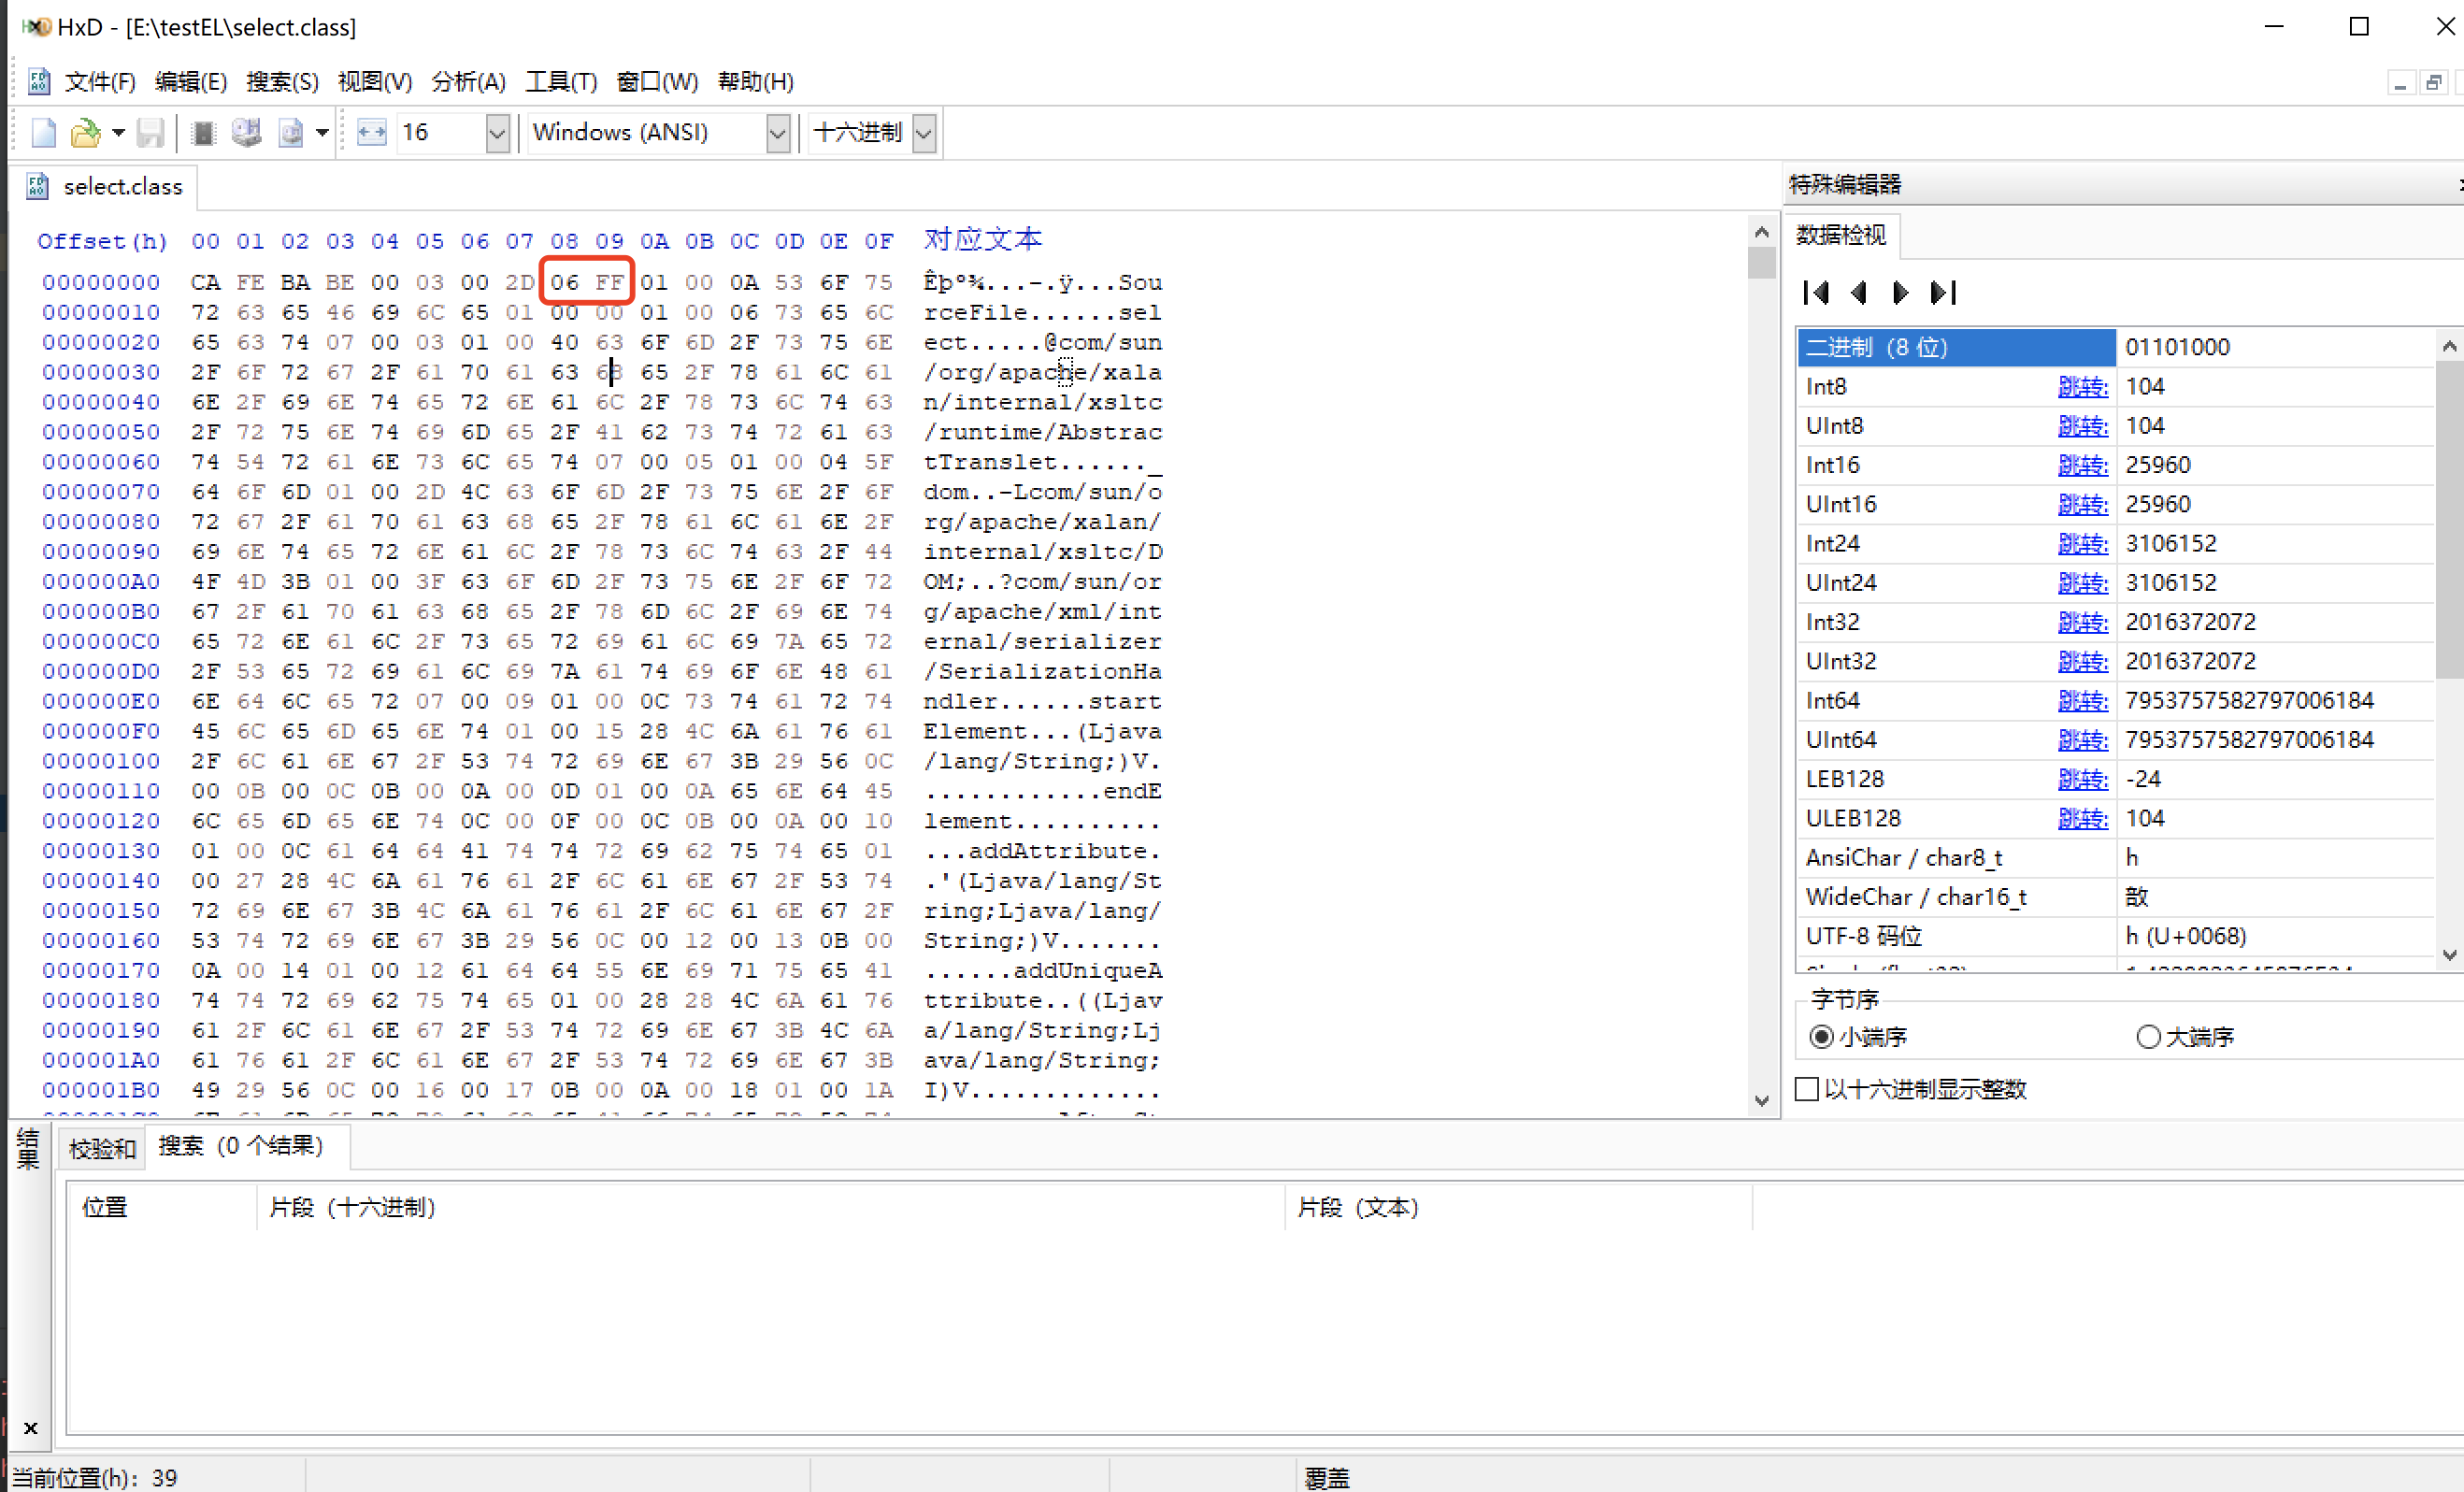 HxD - [E:\testEL\select.class]
文件(F) 编辑(E) 搜索(S) 视图(V) 分析(A) 工具(T) 窗口(W) 帮助(H)
16 Windows (ANSI) 十六进制
select.class
Offset(h) 00 01 02 03 04 05 06 07 08 09 0A 0B 0C 0D 0E 0F 对应文本
00000000 CA FE BA BE 00 03 00 2D 06 FF 01 00 0A 53 6F 75 Êþº¾...-.ÿ...Sou
00000010 72 63 65 46 69 6C 65 01 00 00 01 00 06 73 65 6C rceFile......sel
00000020 65 63 74 07 00 03 01 00 40 63 6F 6D 2F 73 75 6E ect.....@com/sun
00000030 2F 6F 72 67 2F 61 70 61 63 68 65 2F 78 61 6C 61 /org/apache/xala
00000040 6E 2F 69 6E 74 65 72 6E 61 6C 2F 78 73 6C 74 63 n/internal/xsltc
00000050 2F 72 75 6E 74 69 6D 65 2F 41 62 73 74 72 61 63 /runtime/Abstrac
00000060 74 54 72 61 6E 73 6C 65 74 07 00 05 01 00 04 5F tTranslet......_
00000070 64 6F 6D 01 00 2D 4C 63 6F 6D 2F 73 75 6E 2F 6F dom..-Lcom/sun/o
00000080 72 67 2F 61 70 61 63 68 65 2F 78 61 6C 61 6E 2F rg/apache/xalan/
00000090 69 6E 74 65 72 6E 61 6C 2F 78 73 6C 74 63 2F 44 internal/xsltc/D
000000A0 4F 4D 3B 01 00 3F 63 6F 6D 2F 73 75 6E 2F 6F 72 OM;..?com/sun/or
000000B0 67 2F 61 70 61 63 68 65 2F 78 6D 6C 2F 69 6E 74 g/apache/xml/int
000000C0 65 72 6E 61 6C 2F 73 65 72 69 61 6C 69 7A 65 72 ernal/serializer
000000D0 2F 53 65 72 69 61 6C 69 7A 61 74 69 6F 6E 48 61 /SerializationHa
000000E0 6E 64 6C 65 72 07 00 09 01 00 0C 73 74 61 72 74 ndler......start
000000F0 45 6C 65 6D 65 6E 74 01 00 15 28 4C 6A 61 76 61 Element...(Ljava
00000100 2F 6C 61 6E 67 2F 53 74 72 69 6E 67 3B 29 56 0C /lang/String;)V.
00000110 00 0B 00 0C 0B 00 0A 00 0D 01 00 0A 65 6E 64 45 ............endE
00000120 6C 65 6D 65 6E 74 0C 00 0F 00 0C 0B 00 0A 00 10 lement..........
00000130 01 00 0C 61 64 64 41 74 74 72 69 62 75 74 65 01 ...addAttribute.
00000140 00 27 28 4C 6A 61 76 61 2F 6C 61 6E 67 2F 53 74 .'(Ljava/lang/St
00000150 72 69 6E 67 3B 4C 6A 61 76 61 2F 6C 61 6E 67 2F ring;Ljava/lang/
00000160 53 74 72 69 6E 67 3B 29 56 0C 00 12 00 13 0B 00 String;)V.......
00000170 0A 00 14 01 00 12 61 64 64 55 6E 69 71 75 65 41 ......addUniqueA
00000180 74 74 72 69 62 75 74 65 01 00 28 28 4C 6A 61 76 ttribute..((Ljav
00000190 61 2F 6C 61 6E 67 2F 53 74 72 69 6E 67 3B 4C 6A a/lang/String;Lj
000001A0 61 76 61 2F 6C 61 6E 67 2F 53 74 72 69 6E 67 3B ava/lang/String;
000001B0 49 29 56 0C 00 16 00 17 0B 00 0A 00 18 01 00 1A I)V.............
特殊编辑器
数据检视
二进制 (8 位) 01101000
Int8 跳转: 104
UInt8 跳转: 104
Int16 跳转: 25960
UInt16 跳转: 25960
Int24 跳转: 3106152
UInt24 跳转: 3106152
Int32 跳转: 2016372072
UInt32 跳转: 2016372072
Int64 跳转: 7953757582797006184
UInt64 跳转: 7953757582797006184
LEB128 跳转: -24
ULEB128 跳转: 104
AnsiChar / char8_t h
WideChar / char16_t 敨
UTF-8 码位 h (U+0068)
字节序
小端序 大端序
以十六进制显示整数
结果
校验和 搜索 (0 个结果)
位置 片段 (十六进制) 片段 (文本)
当前位置(h): 39 覆盖